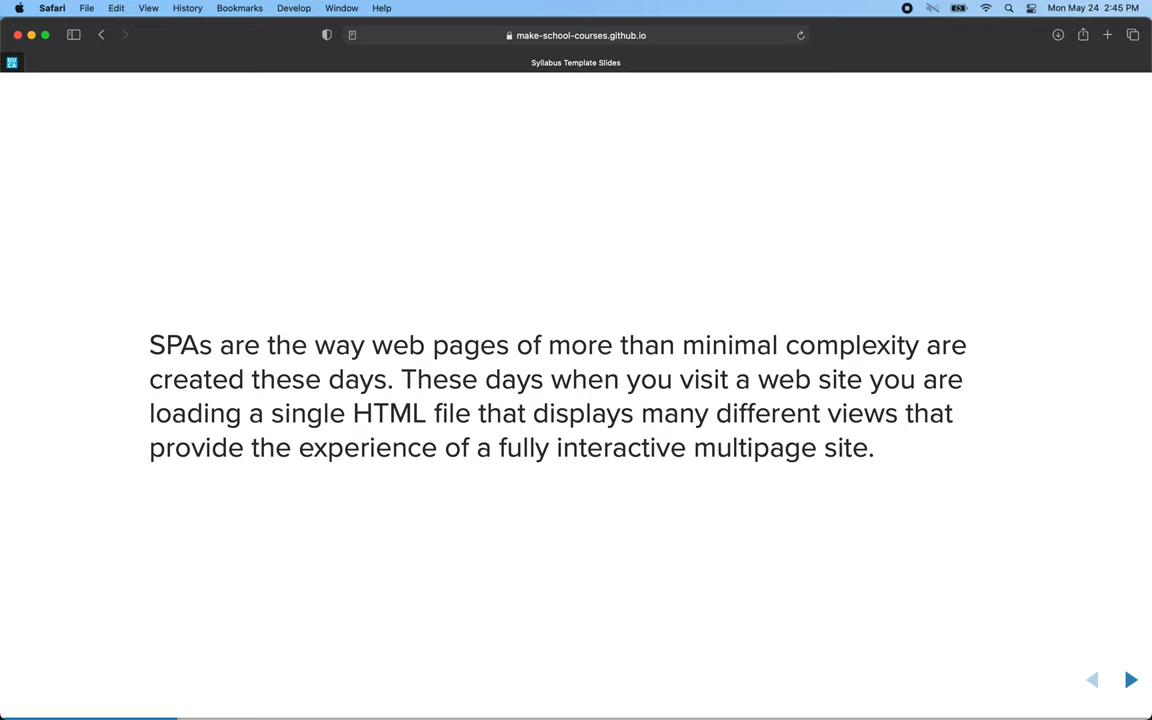 Safari File Edit View History Bookmarks Develop Window Help Mon May 24 2:45 PM
make-school-courses.github.io
DU
CA
Syllabus Template Slides
SPAs are the way web pages of more than minimal complexity are
created these days. These days when you visit a web site you are
loading a single HTML file that displays many different views that
provide the experience of a fully interactive multipage site.